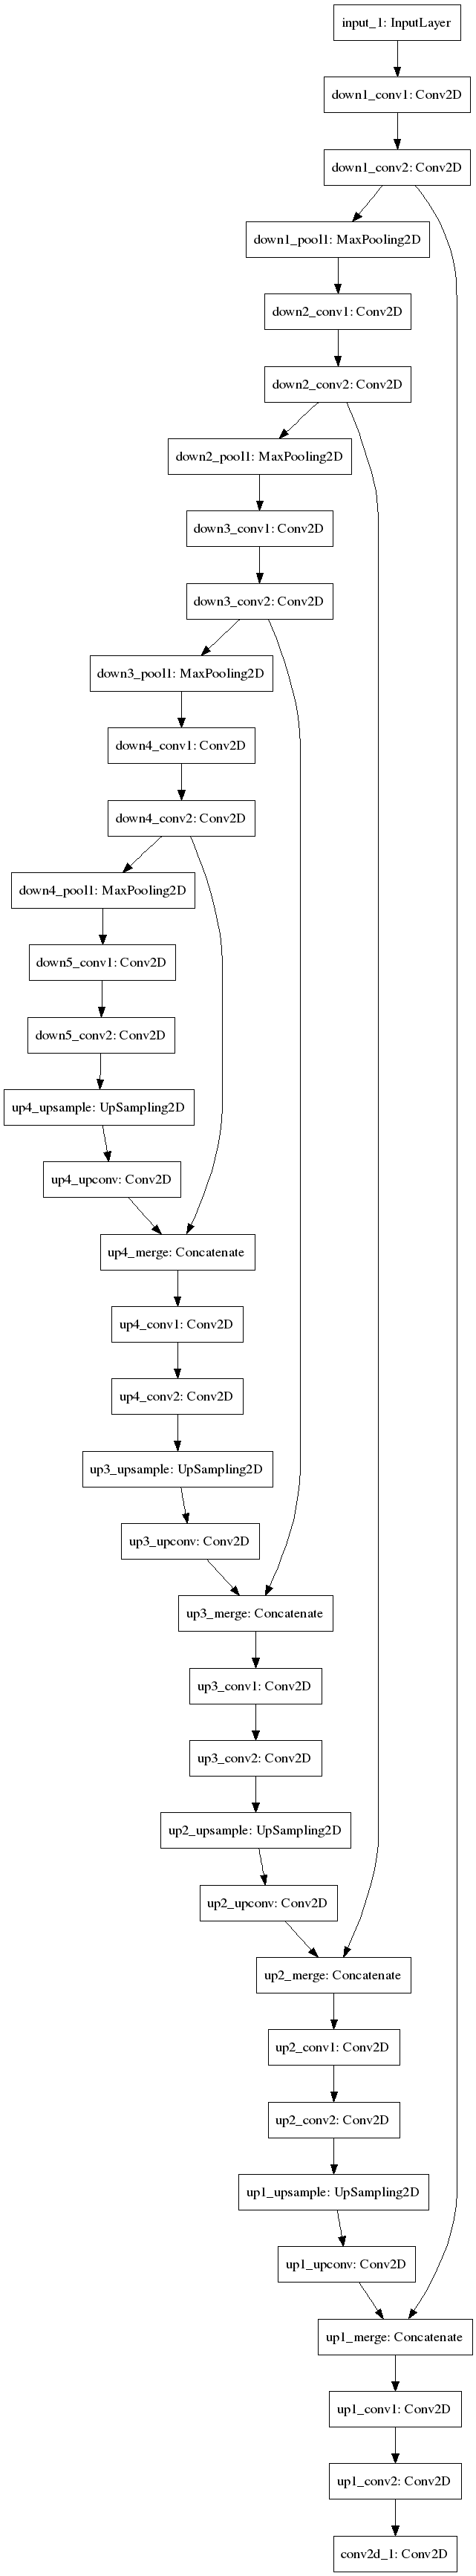 input_1: InputLayer
down1_conv1: Conv2D
down1_conv2: Conv2D
down1_pool1: MaxPooling2D
down2_conv1: Conv2D
down2_conv2: Conv2D
down2_pool1: MaxPooling2D
down3_conv1: Conv2D
down3_conv2: Conv2D
down3_pool1: MaxPooling2D
down4_conv1: Conv2D
down4_conv2: Conv2D
down4_pool1: MaxPooling2D
down5_conv1: Conv2D
down5_conv2: Conv2D
up4_upsample: UpSampling2D
up4_upconv: Conv2D
up4_merge: Concatenate
up4_conv1: Conv2D
up4_conv2: Conv2D
up3_upsample: UpSampling2D
up3_upconv: Conv2D
up3_merge: Concatenate
up3_conv1: Conv2D
up3_conv2: Conv2D
up2_upsample: UpSampling2D
up2_upconv: Conv2D
up2_merge: Concatenate
up2_conv1: Conv2D
up2_conv2: Conv2D
up1_upsample: UpSampling2D
up1_upconv: Conv2D
up1_merge: Concatenate
up1_conv1: Conv2D
up1_conv2: Conv2D
conv2d_1: Conv2D